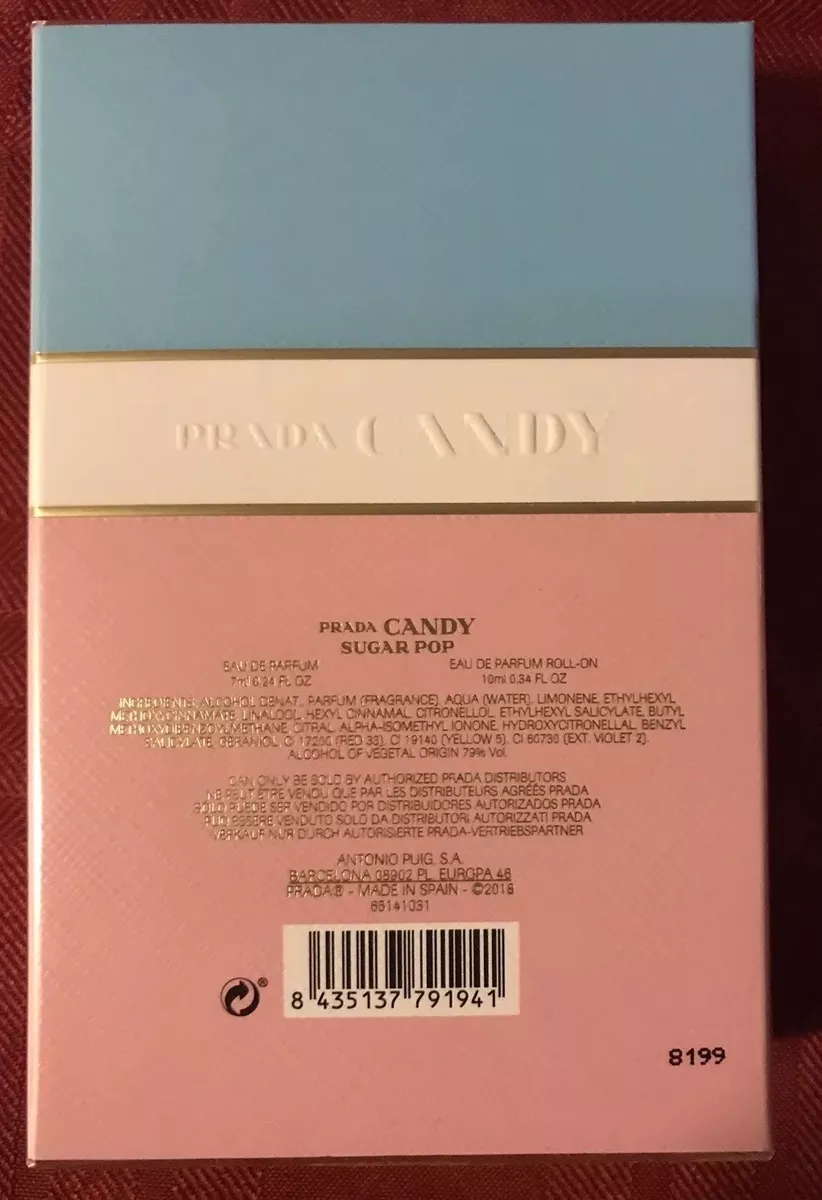 PRADA CANDY
PRADA CANDY
SUGAR POP
EAU DE PARFUM
7ml 0.24 FL OZ
EAU DE PARFUM ROLL-ON
10ml 0.34 FL OZ
INGREDIENTS: ALCOHOL DENAT., PARFUM (FRAGRANCE), AQUA (WATER), LIMONENE, ETHYLHEXYL
METHOXYCINNAMATE, LINALOOL, HEXYL CINNAMAL, CITRONELLOL, ETHYLHEXYL SALICYLATE, BUTYL
METHOXYDIBENZOYLMETHANE, CITRAL, ALPHA-ISOMETHYL IONONE, HYDROXYCITRONELLAL, BENZYL
SALICYLATE, GERANIOL, CI 17200 (RED 33), CI 19140 (YELLOW 5), CI 60730 (EXT. VIOLET 2).
ALCOHOL OF VEGETAL ORIGIN 79% Vol.
CAN ONLY BE SOLD BY AUTHORIZED PRADA DISTRIBUTORS
NE PEUT ÊTRE VENDU QUE PAR LES DISTRIBUTEURS AGRÉÉS PRADA
SOLO PUEDE SER VENDIDO POR DISTRIBUIDORES AUTORIZADOS PRADA
PUÒ ESSERE VENDUTO SOLO DA DISTRIBUTORI AUTORIZZATI PRADA
VERKAUF NUR DURCH AUTORISIERTE PRADA-VERTRIEBSPARTNER
ANTONIO PUIG, S.A.
BARCELONA 08902 PL. EUROPA 46
PRADA® - MADE IN SPAIN - ©2018
65141031
8 435137 791941
8199